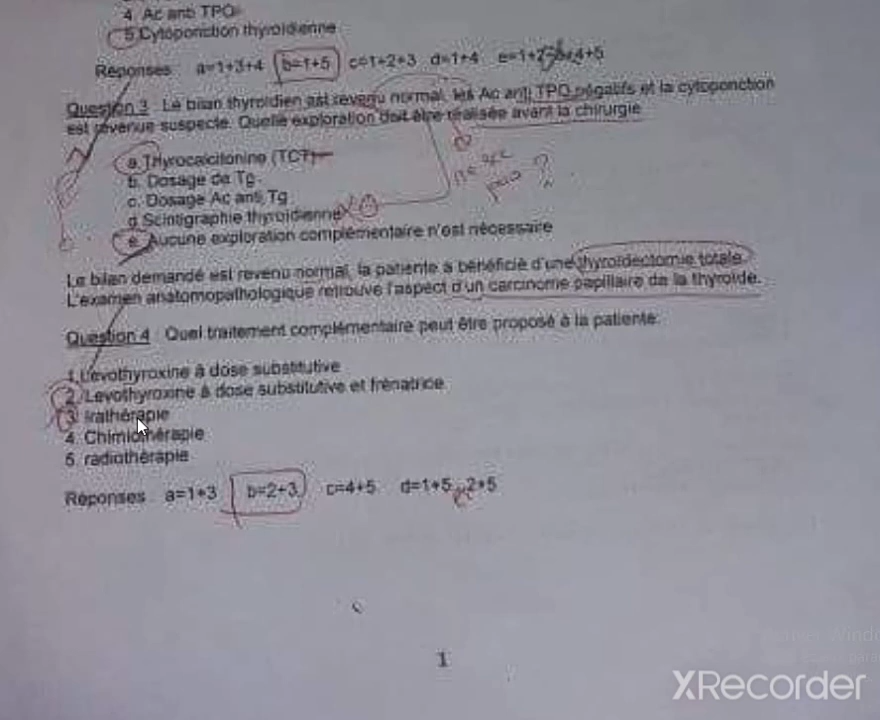 4. Ac anti TPO
5.Cytoponction thyroïdienne
Réponses a=1+3+4 b=1+5 c=1+2+3 d=1+4 4+5
Question 3 Le bilan thyroïdien est revenu normal, les Ac anti TPO négatifs et la cytoponction
est revenue suspecte. Quelle exploration doit être réalisée avant la chirurgie
a. Thyrocalcitonine (TCT)
b. Dosage de Tg.
c. Dosage Ac anti Tg
d Scintigraphie thyroïdienne
e. Aucune exploration complémentaire n'est nécessaire
Le bilan demandé est revenu normal, la patiente a bénéficié d'une thyroïdectomie totale.
L'examen anatomopathologique retrouve l'aspect d'un carcinome papillaire de la thyroïde.
Question 4 Quel traitement complémentaire peut être proposé à la patiente:
1.Levothyroxine à dose substitutive
2. Levothyroxine à dose substitutive et frénatrice.
3. Irathérapie
4. Chimiothérapie
5. radiothérapie
Réponses a=1+3 b=2+3 c=4+5 d=1+5 2+5
1
XRecorder